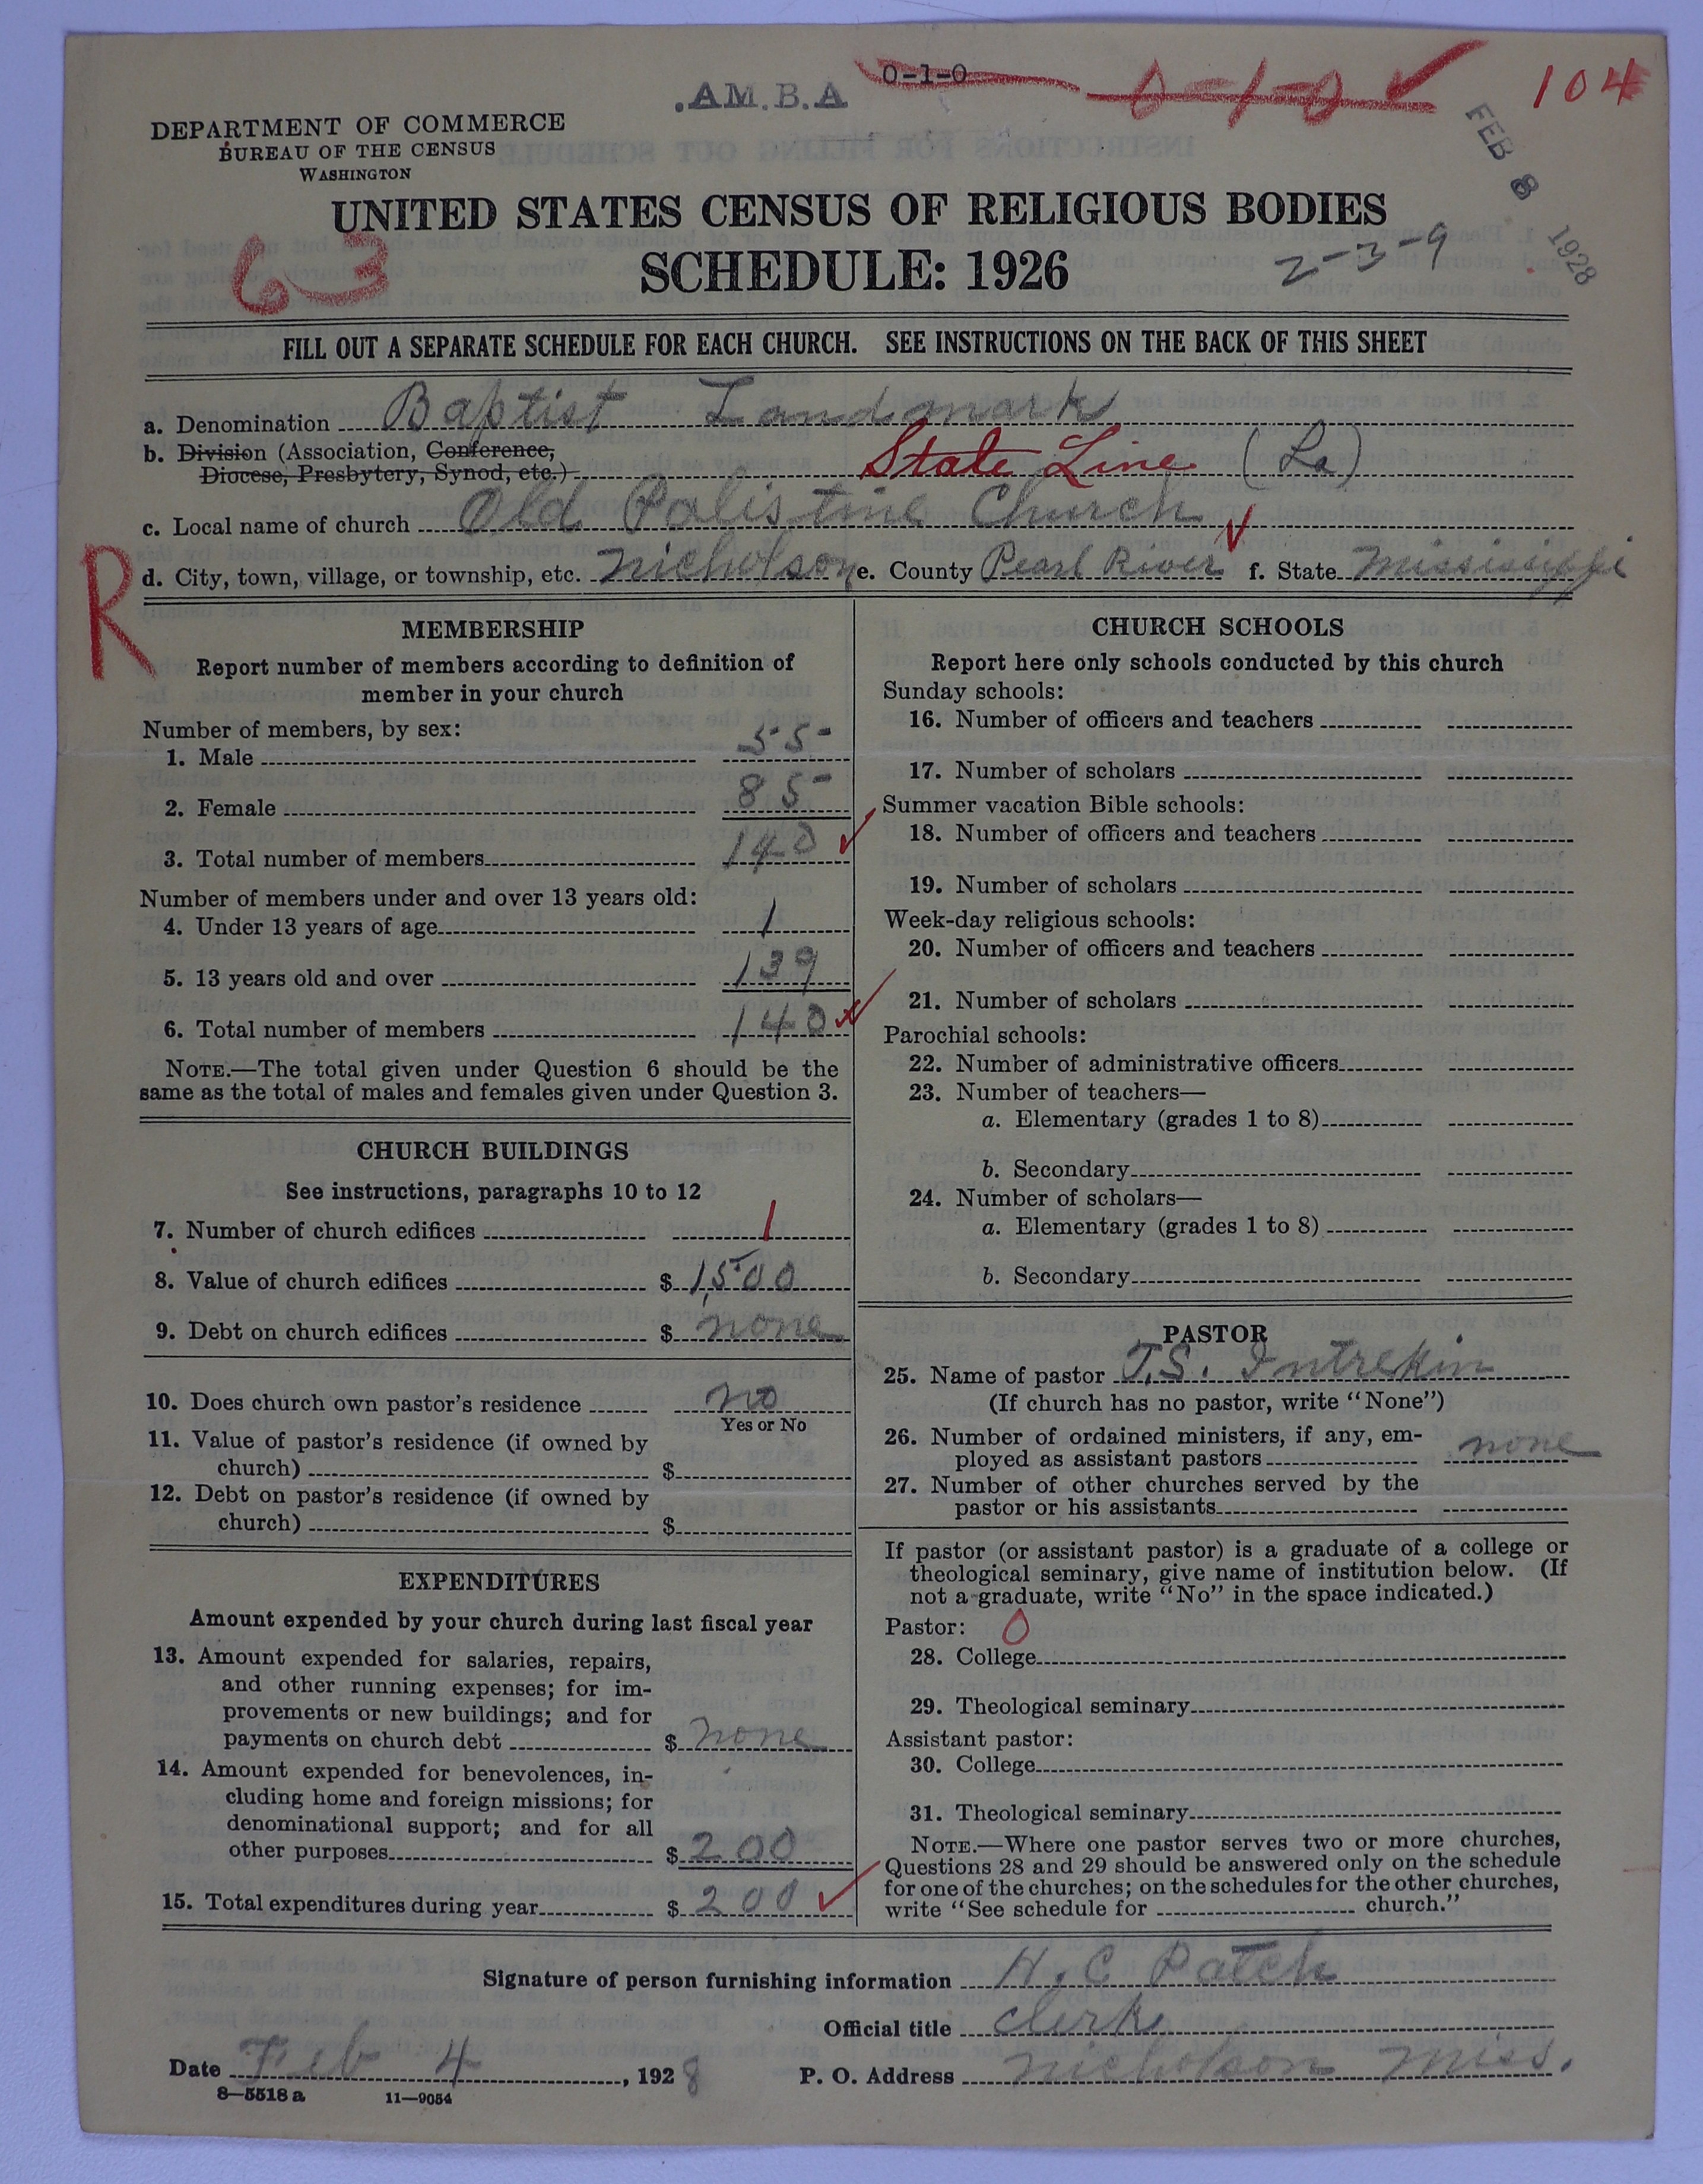 0-1-0
.AM.B.A
0-1-0 ✓
104
DEPARTMENT OF COMMERCE
BUREAU OF THE CENSUS
WASHINGTON
FEB 8 1928
UNITED STATES CENSUS OF RELIGIOUS BODIES
63
SCHEDULE: 1926
2-3-9
FILL OUT A SEPARATE SCHEDULE FOR EACH CHURCH. SEE INSTRUCTIONS ON THE BACK OF THIS SHEET
a. Denomination Baptist Landmark
b. Division (Association, Conference,
Diocese, Presbytery, Synod, etc.) State Line (La)
c. Local name of church Old Palistine Church
R
d. City, town, village, or township, etc. Nicholson e. County Pearl River f. State Mississippi
MEMBERSHIP
Report number of members according to definition of
member in your church
Number of members, by sex:
1. Male 55
2. Female 85
3. Total number of members 140
Number of members under and over 13 years old:
4. Under 13 years of age 1
5. 13 years old and over 139
6. Total number of members 140
NOTE.—The total given under Question 6 should be the
same as the total of males and females given under Question 3.
CHURCH BUILDINGS
See instructions, paragraphs 10 to 12
7. Number of church edifices 1
8. Value of church edifices $ 1,500
9. Debt on church edifices $ none
10. Does church own pastor's residence no
Yes or No
11. Value of pastor's residence (if owned by
church) $
12. Debt on pastor's residence (if owned by
church) $
EXPENDITURES
Amount expended by your church during last fiscal year
13. Amount expended for salaries, repairs,
and other running expenses; for im-
provements or new buildings; and for
payments on church debt $ none
14. Amount expended for benevolences, in-
cluding home and foreign missions; for
denominational support; and for all
other purposes $ 200
15. Total expenditures during year $ 200
CHURCH SCHOOLS
Report here only schools conducted by this church
Sunday schools:
16. Number of officers and teachers
17. Number of scholars
Summer vacation Bible schools:
18. Number of officers and teachers
19. Number of scholars
Week-day religious schools:
20. Number of officers and teachers
21. Number of scholars
Parochial schools:
22. Number of administrative officers
23. Number of teachers—
a. Elementary (grades 1 to 8)
b. Secondary
24. Number of scholars—
a. Elementary (grades 1 to 8)
b. Secondary
PASTOR
25. Name of pastor T.S. Intrekin
(If church has no pastor, write "None")
26. Number of ordained ministers, if any, em-
ployed as assistant pastors none
27. Number of other churches served by the
pastor or his assistants
If pastor (or assistant pastor) is a graduate of a college or
theological seminary, give name of institution below. (If
not a graduate, write "No" in the space indicated.)
Pastor: 0
28. College
29. Theological seminary
Assistant pastor:
30. College
31. Theological seminary
NOTE.—Where one pastor serves two or more churches,
Questions 28 and 29 should be answered only on the schedule
for one of the churches; on the schedules for the other churches,
write "See schedule for church."
Signature of person furnishing information H. C Patch
Official title clerk
Date Feb 4, 1928
P. O. Address Nicholson Miss.
8—5518 a 11—9054